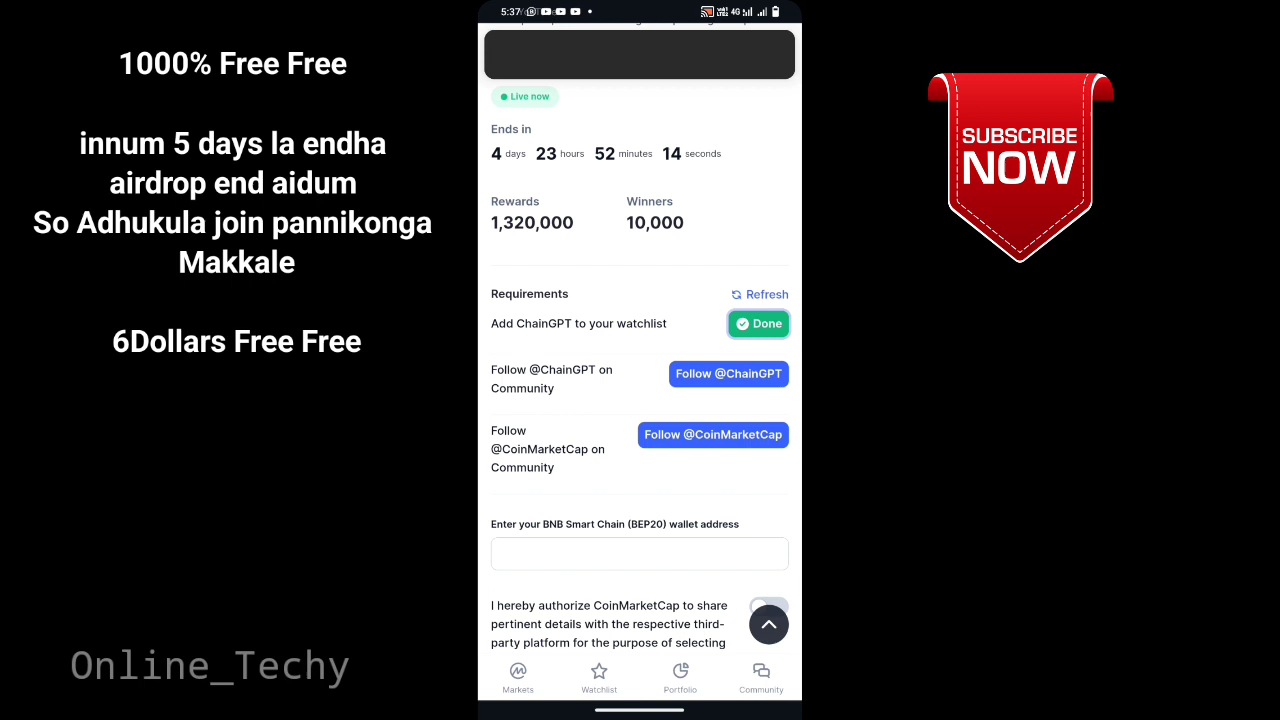 1000% Free Free
innum 5 days la endha
airdrop end aidum
So Adhukula join pannikonga
Makkale
6Dollars Free Free
Online_Techy
5:37
4G
Live now
Ends in
4 days 23 hours 52 minutes 14 seconds
Rewards Winners
1,320,000 10,000
Requirements Refresh
Add ChainGPT to your watchlist Done
Follow @ChainGPT on Follow @ChainGPT
Community
Follow Follow @CoinMarketCap
@CoinMarketCap on
Community
Enter your BNB Smart Chain (BEP20) wallet address
I hereby authorize CoinMarketCap to share
pertinent details with the respective third-
party platform for the purpose of selecting
Markets Watchlist Portfolio Community
SUBSCRIBE
NOW